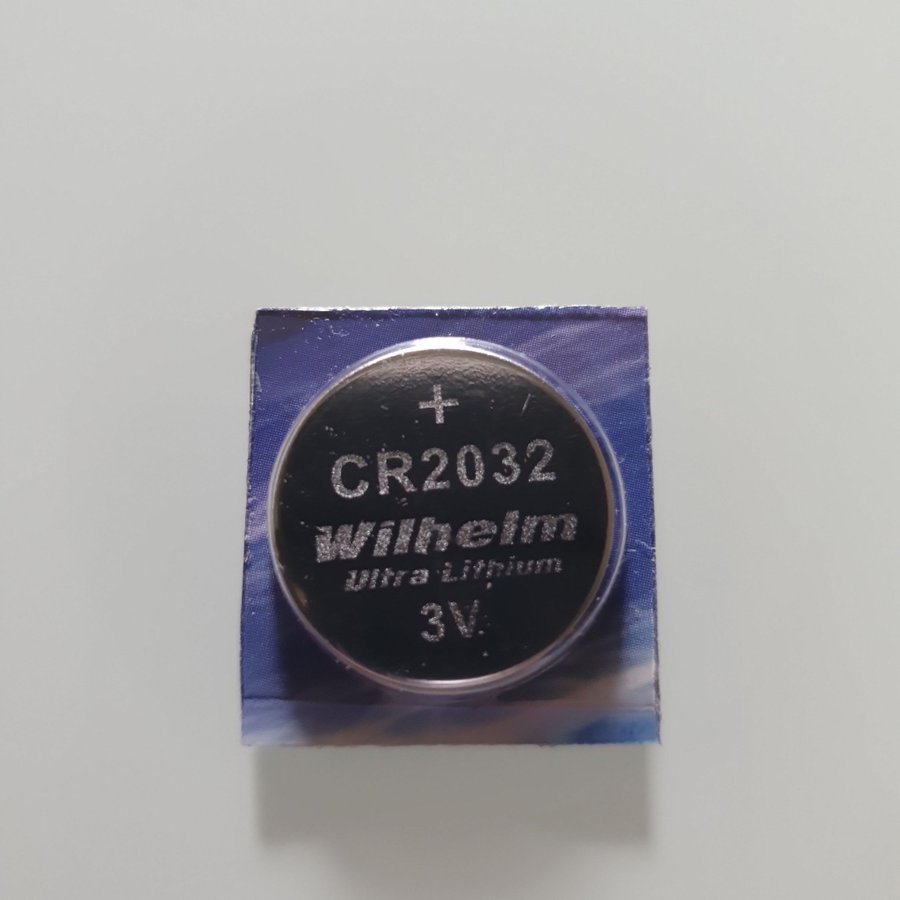 +
CR2032
Wilhelm
Ultra Lithium
3V